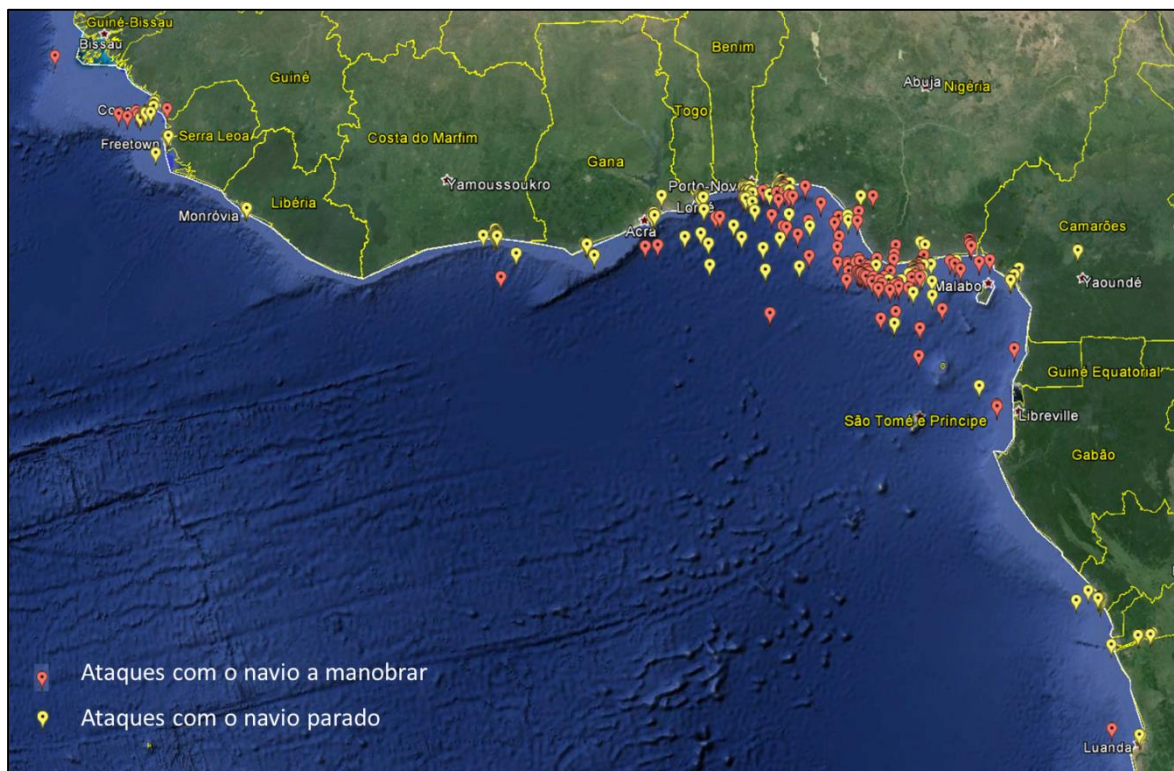 Guiné-Bissau
Bissau
Guiné
Serra Leoa
Freetown
Libéria
Monróvia
Costa do Marfim
Yamoussoukro
Gana
Acra
Togo
Lomé
Benim
Porto-Nov
Abuja
Nigéria
Camarões
Yaoundé
Malabo
Guiné Equatorial
São Tomé e Príncipe
Libreville
Gabão
Luanda
Ataques com o navio a manobrar
Ataques com o navio parado